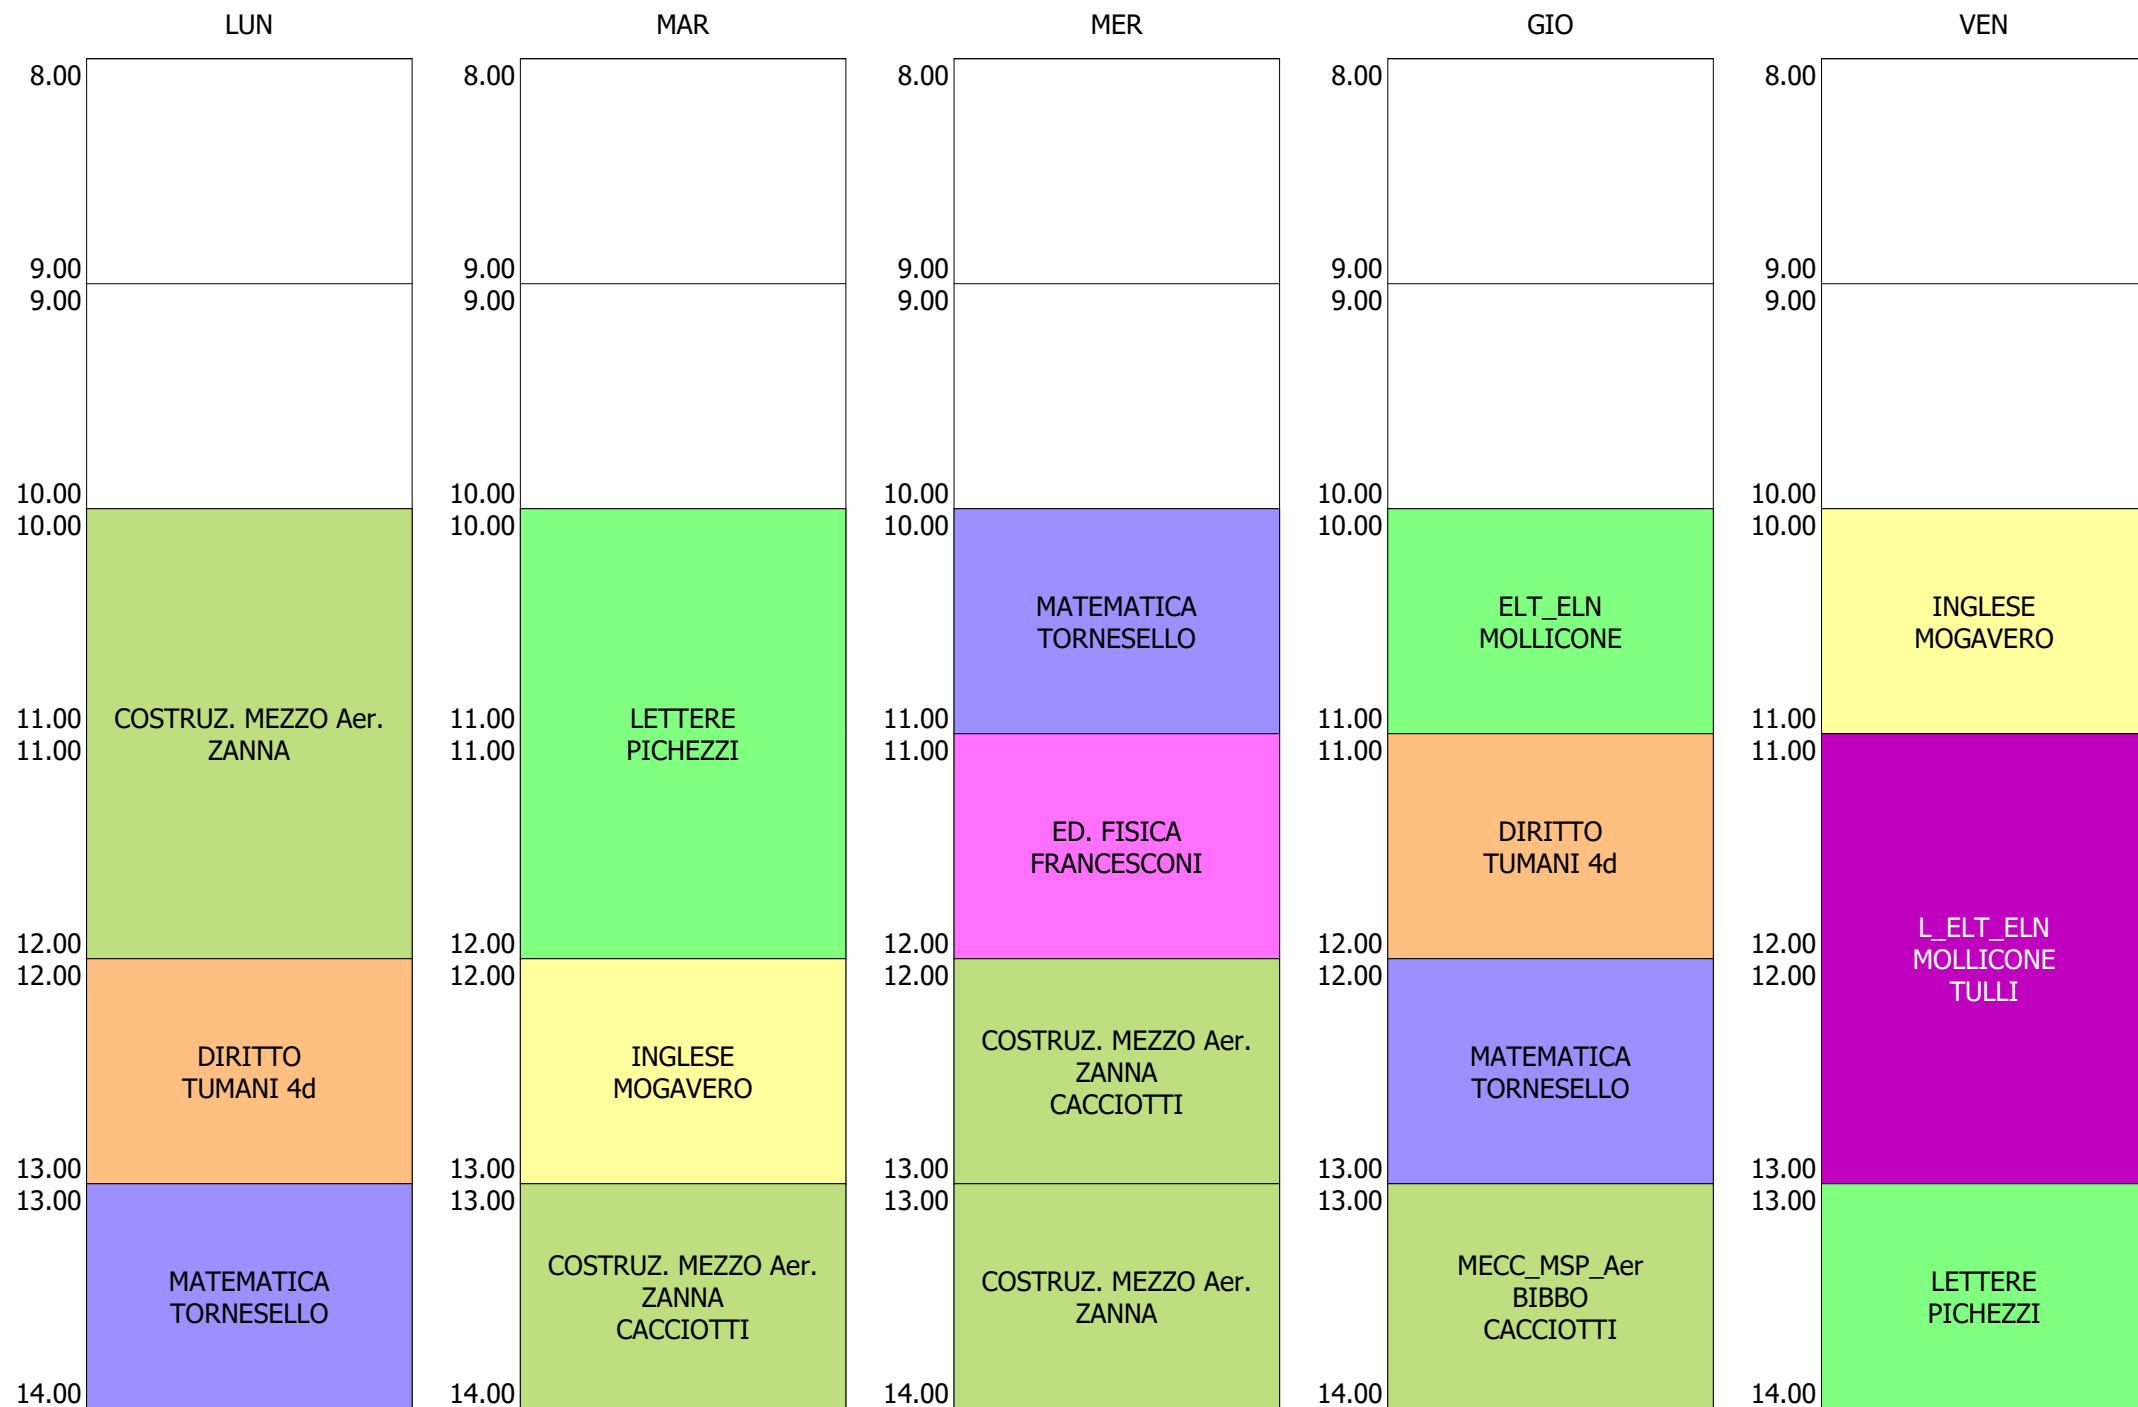 LUN
8.00
9.00
9.00
10.00
10.00
11.00
11.00
12.00
12.00
13.00
13.00
14.00
COSTRUZ. MEZZO Aer.
ZANNA
DIRITTO
TUMANI 4d
MATEMATICA
TORNESELLO
MAR
8.00
9.00
9.00
10.00
10.00
11.00
11.00
12.00
12.00
13.00
13.00
14.00
LETTERE
PICHEZZI
INGLESE
MOGAVERO
COSTRUZ. MEZZO Aer.
ZANNA
CACCIOTTI
MER
8.00
9.00
9.00
10.00
10.00
11.00
11.00
12.00
12.00
13.00
13.00
14.00
MATEMATICA
TORNESELLO
ED. FISICA
FRANCESCONI
COSTRUZ. MEZZO Aer.
ZANNA
CACCIOTTI
COSTRUZ. MEZZO Aer.
ZANNA
GIO
8.00
9.00
9.00
10.00
10.00
11.00
11.00
12.00
12.00
13.00
13.00
14.00
ELT_ELN
MOLLICONE
DIRITTO
TUMANI 4d
MATEMATICA
TORNESELLO
MECC_MSP_Aer
BIBBO
CACCIOTTI
VEN
8.00
9.00
9.00
10.00
10.00
11.00
11.00
12.00
12.00
13.00
13.00
14.00
INGLESE
MOGAVERO
L_ELT_ELN
MOLLICONE
TULLI
LETTERE
PICHEZZI